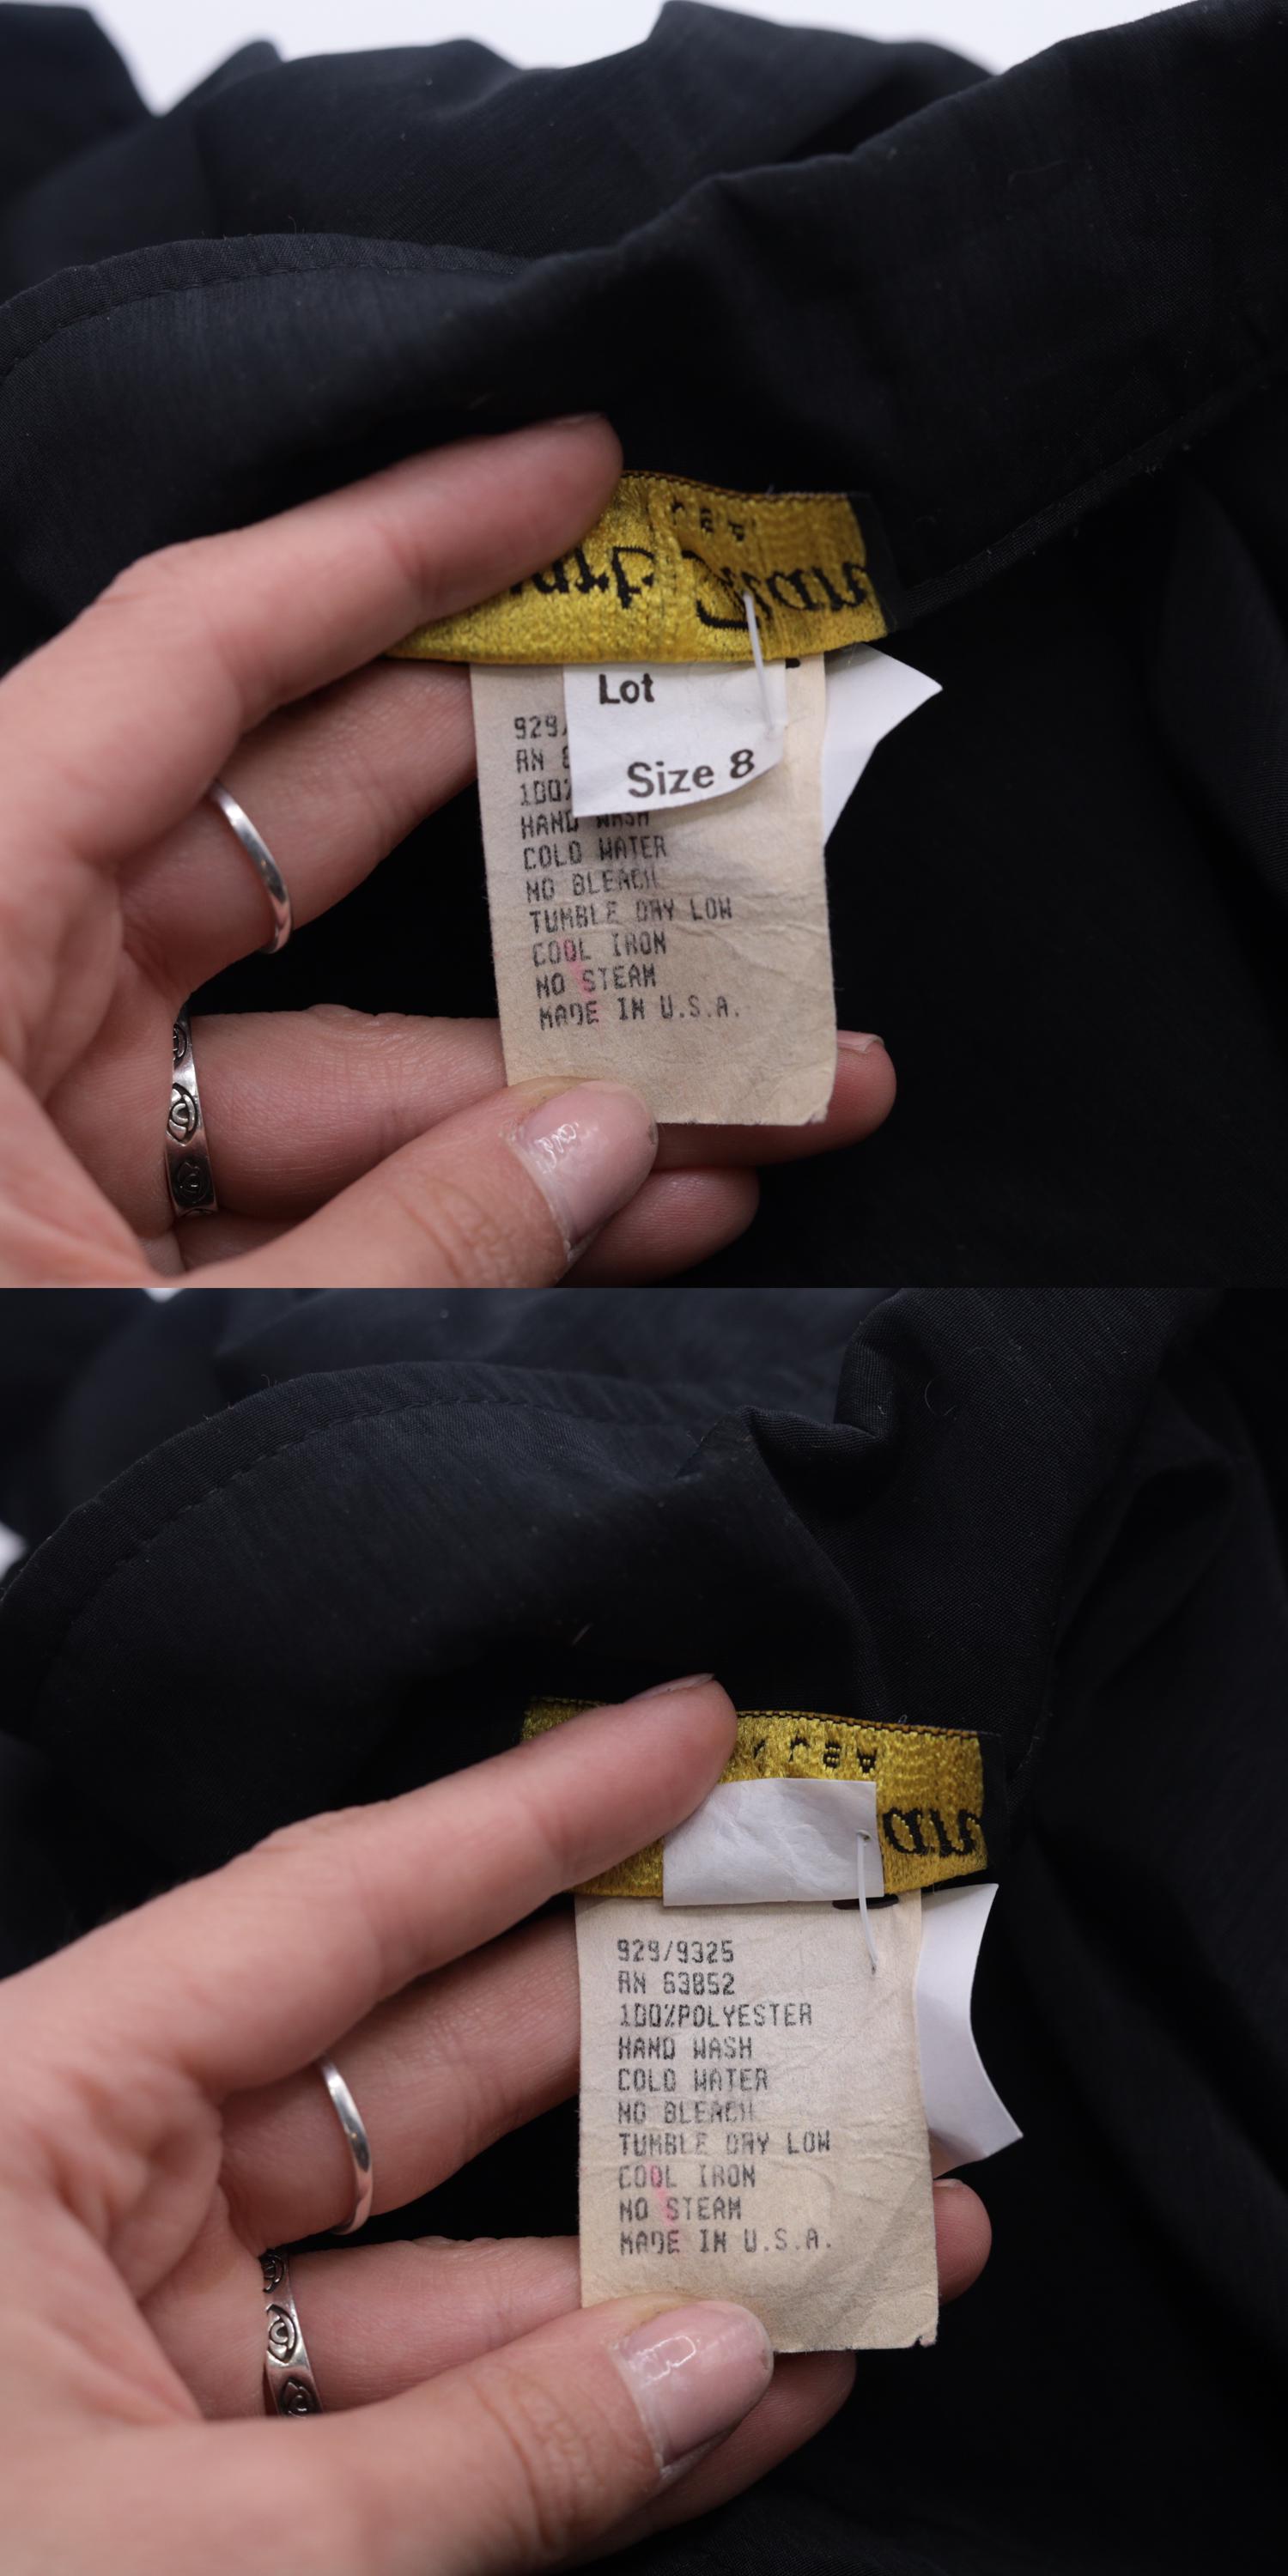 Lot
Size 8
929/
RN 6
100%
HAND WASH
COLD WATER
NO BLEACH
TUMBLE DRY LOW
COOL IRON
NO STEAM
MADE IN U.S.A.
929/9325
RN 63852
100%POLYESTER
HAND WASH
COLD WATER
NO BLEACH
TUMBLE DRY LOW
COOL IRON
NO STEAM
MADE IN U.S.A.